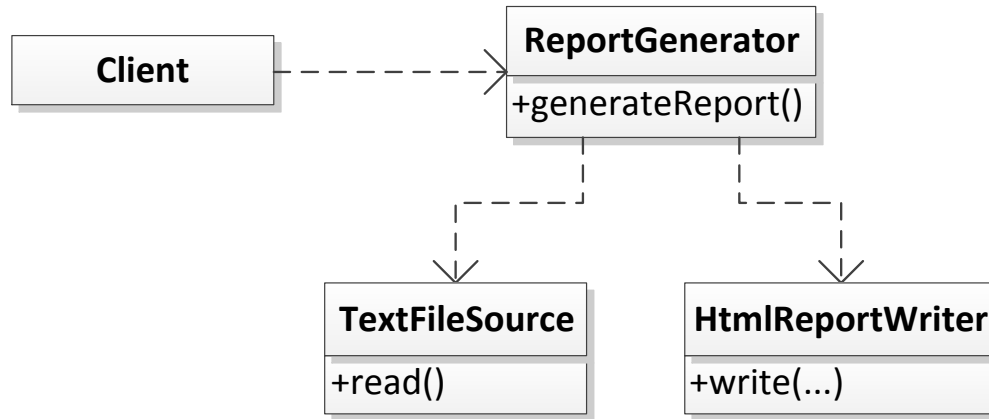 Client
ReportGenerator
+generateReport()
TextFileSource
+read()
HtmlReportWriter
+write(...)